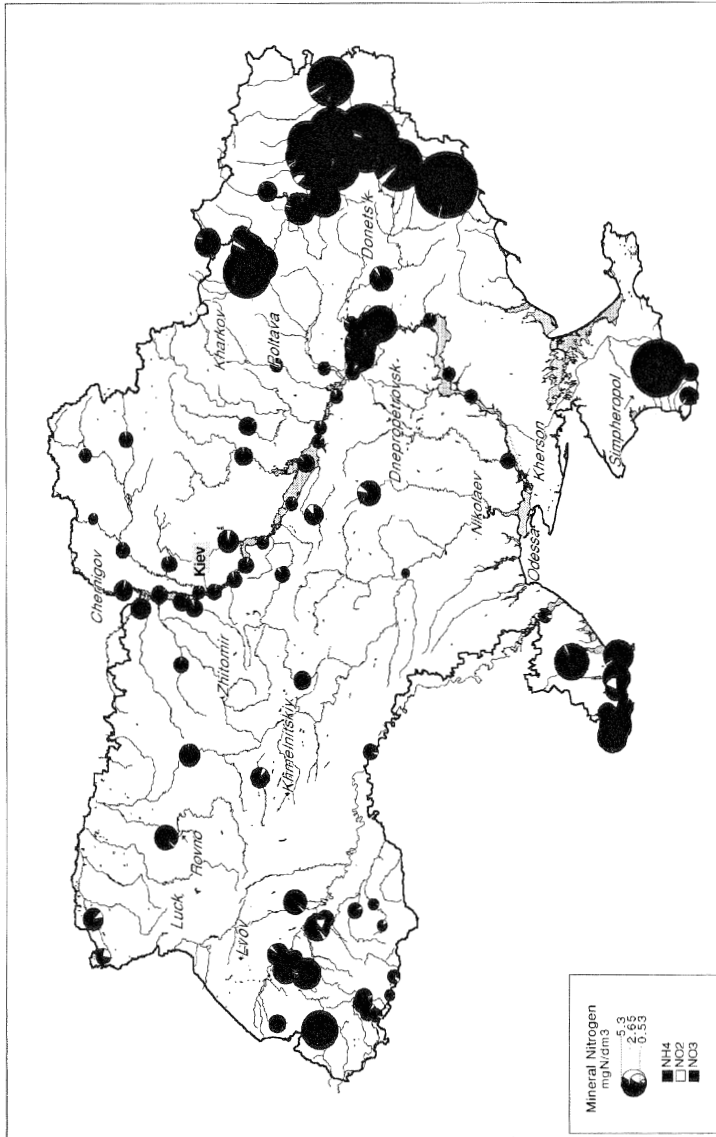 Chernigov
Kiev
Zhitomir
Luck
Rovno
Lvov
Khmelnitskiy
Kharkov
Poltava
Donetsk
Dnepropetrovsk
Nikolaev
Kherson
Odessa
Simpheropol
Mineral Nitrogen
mgN/dm3
5.3
2.65
0.53
NH4
NO2
NO3